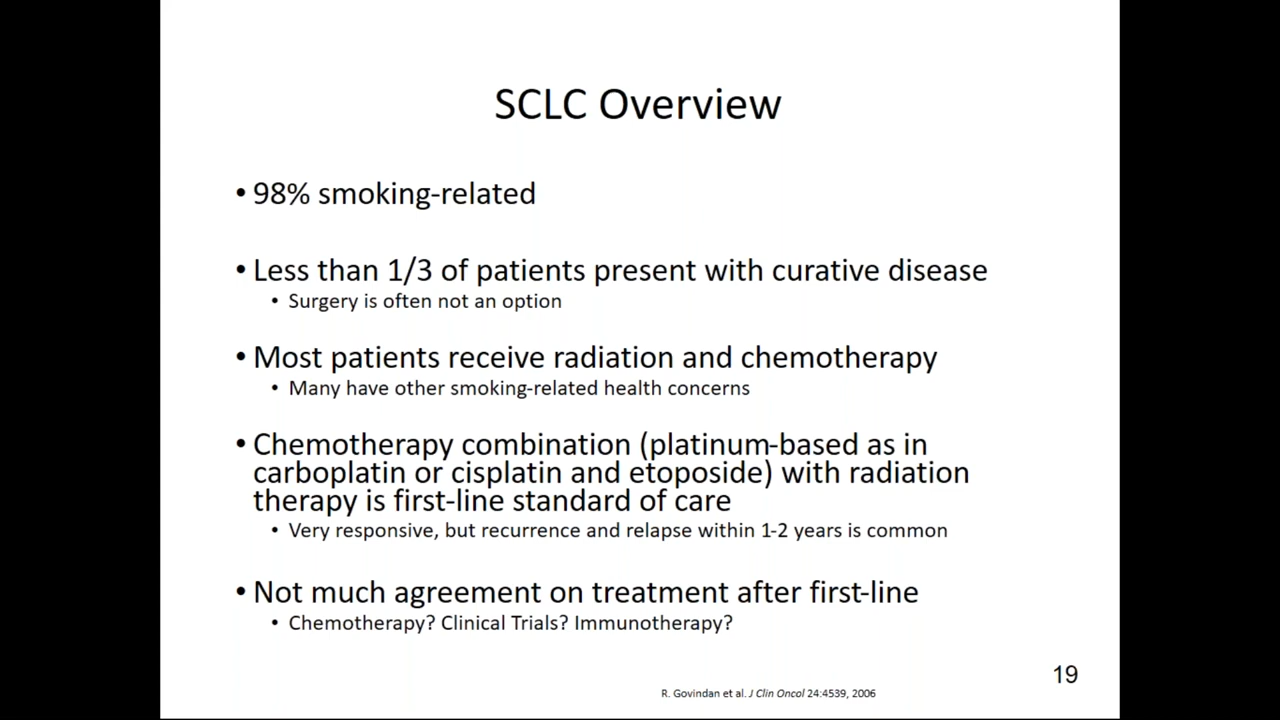 SCLC Overview
• 98% smoking-related
• Less than 1/3 of patients present with curative disease
• Surgery is often not an option
• Most patients receive radiation and chemotherapy
• Many have other smoking-related health concerns
• Chemotherapy combination (platinum-based as in
carboplatin or cisplatin and etoposide) with radiation
therapy is first-line standard of care
• Very responsive, but recurrence and relapse within 1-2 years is common
• Not much agreement on treatment after first-line
• Chemotherapy? Clinical Trials? Immunotherapy?
19
R. Govindan et al. J Clin Oncol 24:4539, 2006